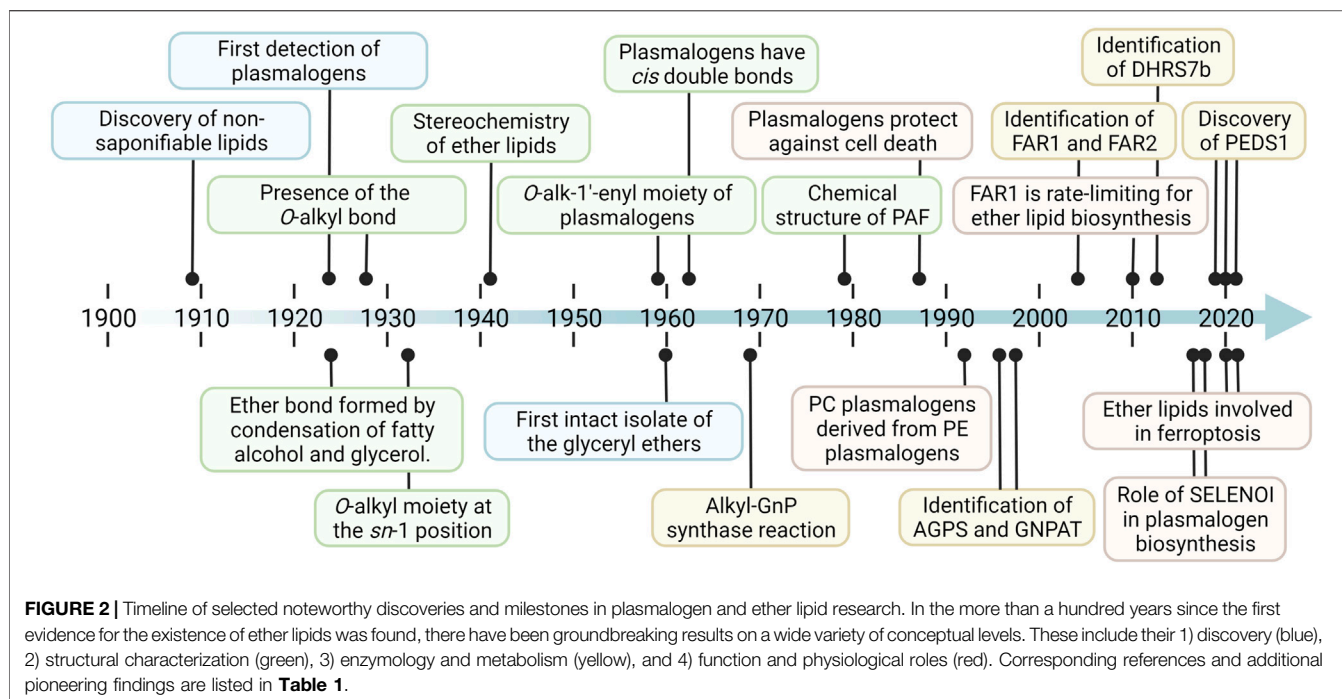 First detection of
plasmalogens
Plasmalogens have
cis double bonds
Identification
of DHRS7b
Discovery of non-
saponifiable lipids
Stereochemistry
of ether lipids
Plasmalogens protect
against cell death
Identification of
FAR1 and FAR2
Discovery
of PEDS1
Presence of the
O-alkyl bond
O-alk-1'-enyl moiety of
plasmalogens
Chemical
structure of PAF
FAR1 is rate-limiting for
ether lipid biosynthesis
1900 1910 1920 1930 1940 1950 1960 1970 1980 1990 2000 2010 2020
Ether bond formed by
condensation of fatty
alcohol and glycerol.
First intact isolate of
the glyceryl ethers
PC plasmalogens
derived from PE
plasmalogens
Ether lipids involved
in ferroptosis
O-alkyl moiety at
the sn-1 position
Alkyl-GnP
synthase reaction
Identification of
AGPS and GNPAT
Role of SELENOI
in plasmalogen
biosynthesis
FIGURE 2 | Timeline of selected noteworthy discoveries and milestones in plasmalogen and ether lipid research. In the more than a hundred years since the first
evidence for the existence of ether lipids was found, there have been groundbreaking results on a wide variety of conceptual levels. These include their 1) discovery (blue),
2) structural characterization (green), 3) enzymology and metabolism (yellow), and 4) function and physiological roles (red). Corresponding references and additional
pioneering findings are listed in Table 1.